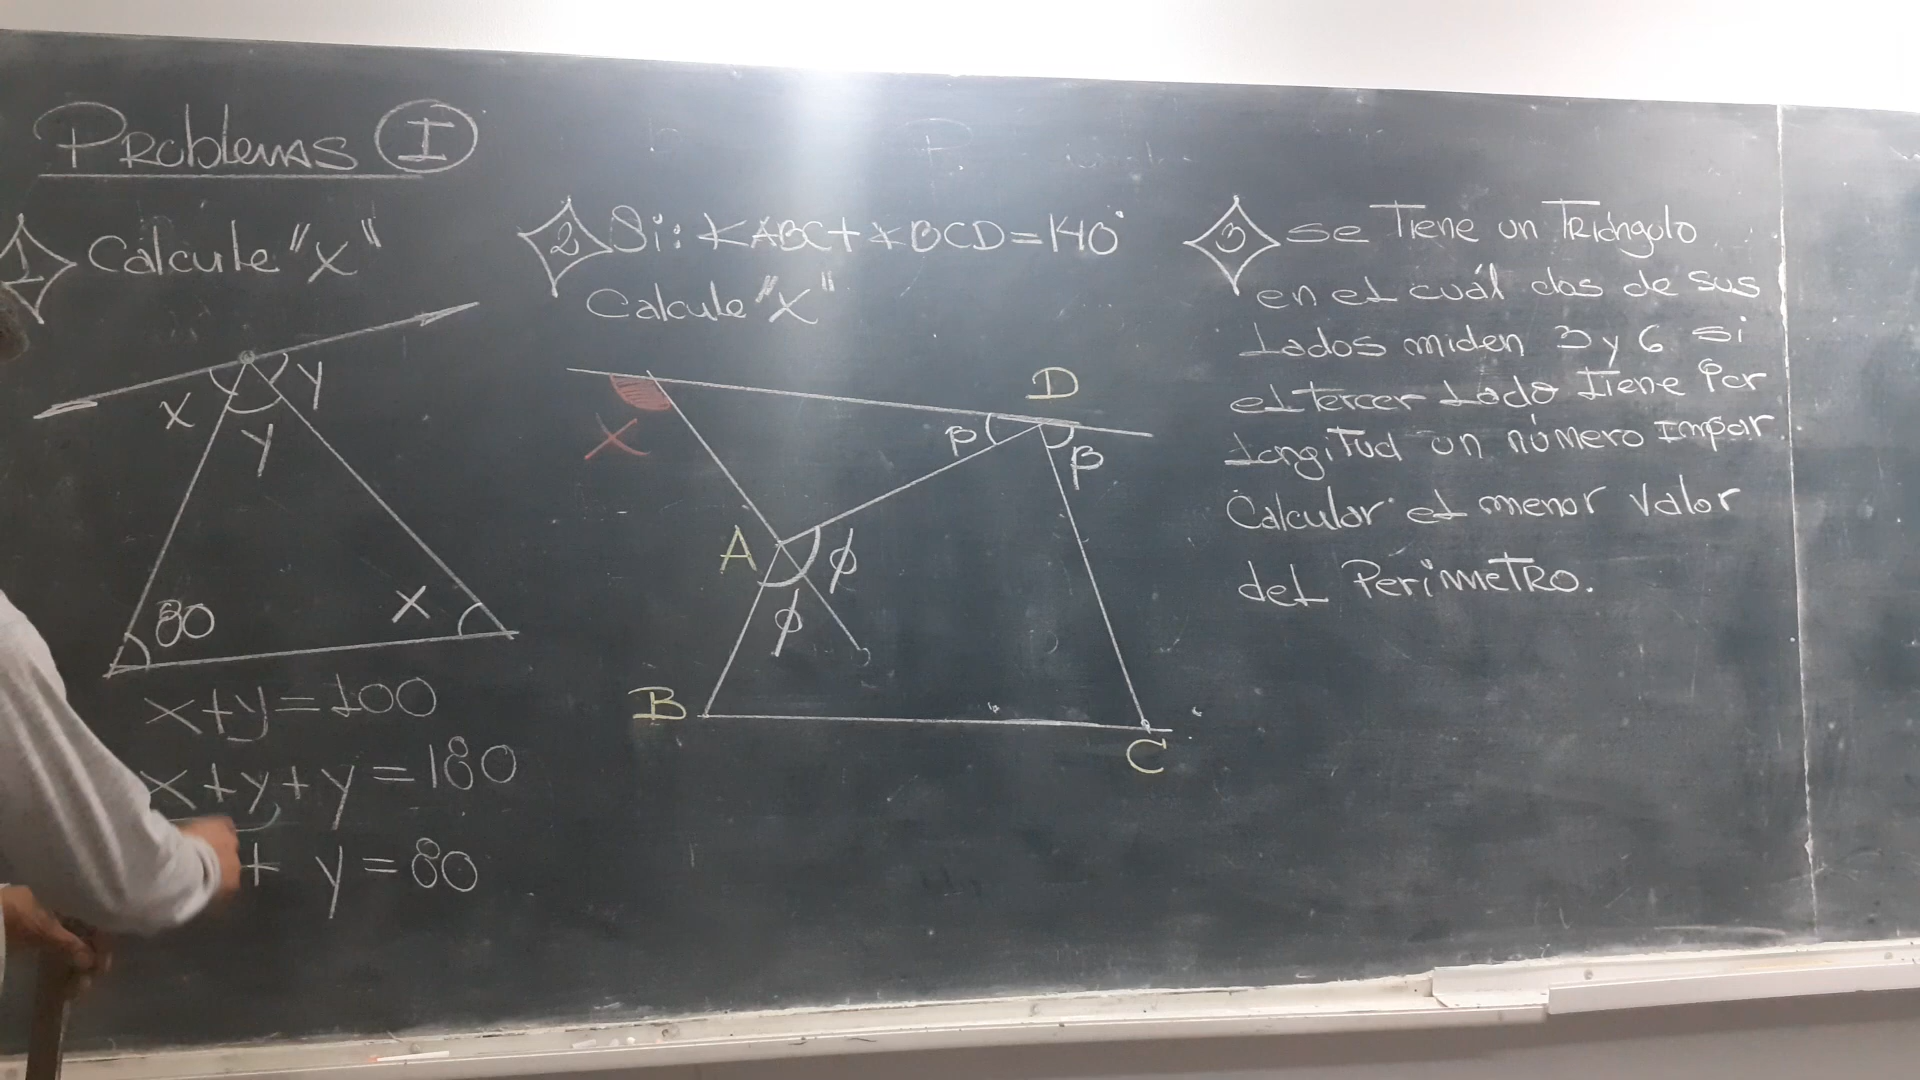 Problemas I
1 Calcule "X"
X
y
y
80
X
x+y=100
x+y+y=180
+ y=80
2 Si: ∡ABC+∡BCD=140°
Calcule "X"
X
D
β
β
A
ϕ
ϕ
B
C
3 Se Tiene un Triángulo
en el cuál dos de sus
Lados miden 3 y 6 si
el tercer Lado Tiene Por
Longitud un número Impar.
Calcular el menor Valor
del Perimetro.